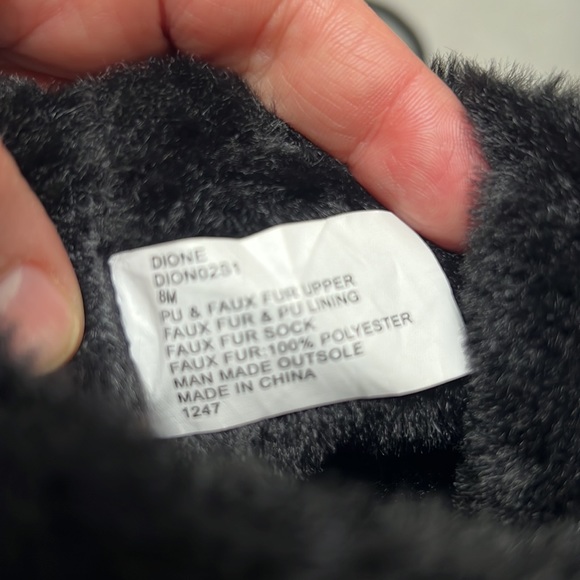 DIONE
DION02S1
8M
PU & FAUX FUR UPPER
FAUX FUR & PU LINING
FAUX FUR SOCK
FAUX FUR:100% POLYESTER
MAN MADE OUTSOLE
MADE IN CHINA
1247